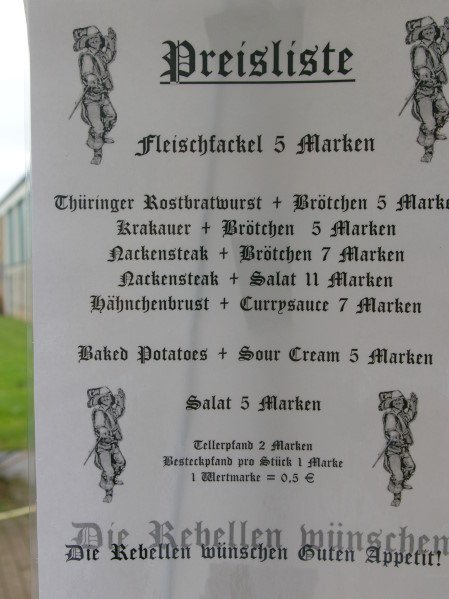 Preisliste
Fleischfackel 5 Marken
Thüringer Rostbratwurst + Brötchen 5 Marke
Krakauer + Brötchen 5 Marken
Nackensteak + Brötchen 7 Marken
Nackensteak + Salat 11 Marken
Hähnchenbrust + Currysauce 7 Marken
Baked Potatoes + Sour Cream 5 Marken
Salat 5 Marken
Tellerpfand 2 Marken
Besteckpfand pro Stück 1 Marke
1 Wertmarke = 0,5 €
Die Rebellen wünschen
Die Rebellen wünschen Guten Appetit!